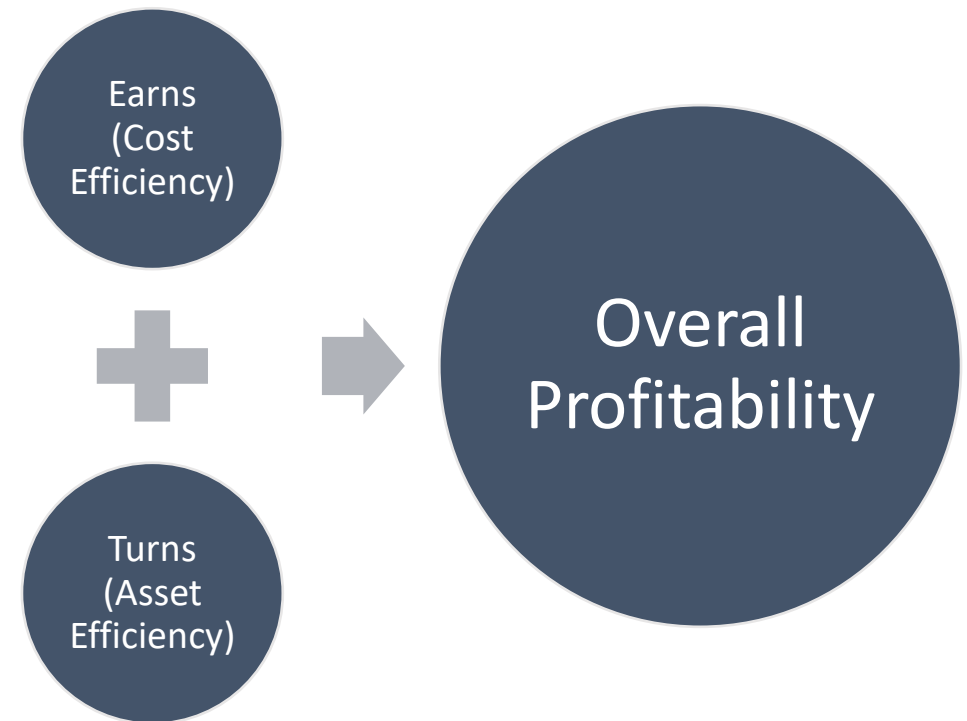 Earns
(Cost
Efficiency)
Turns
(Asset
Efficiency)
Overall
Profitability